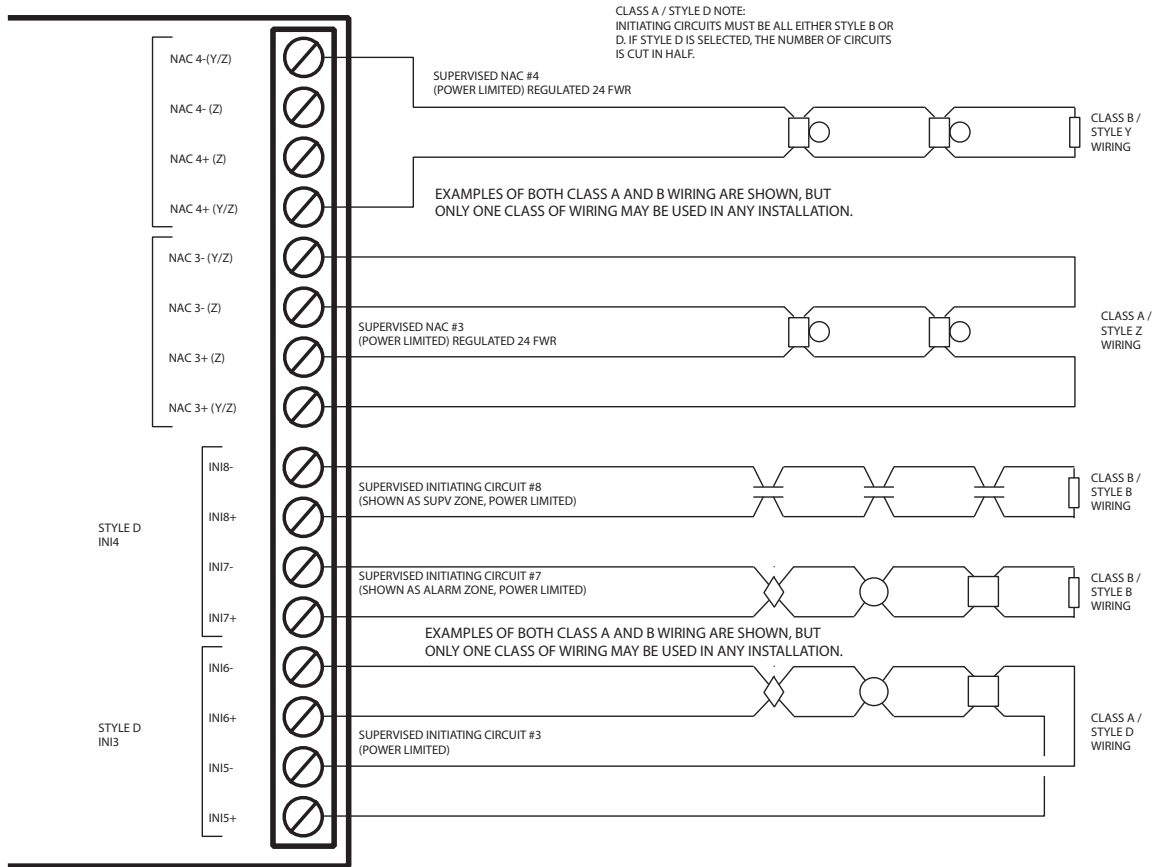 CLASS A / STYLE D NOTE:
INITIATING CIRCUITS MUST BE ALL EITHER STYLE B OR
D. IF STYLE D IS SELECTED, THE NUMBER OF CIRCUITS
IS CUT IN HALF.
NAC 4-(Y/Z)
NAC 4- (Z)
NAC 4+ (Z)
NAC 4+ (Y/Z)
SUPERVISED NAC #4
(POWER LIMITED) REGULATED 24 FWR
CLASS B /
STYLE Y
WIRING
EXAMPLES OF BOTH CLASS A AND B WIRING ARE SHOWN, BUT
ONLY ONE CLASS OF WIRING MAY BE USED IN ANY INSTALLATION.
NAC 3- (Y/Z)
NAC 3- (Z)
NAC 3+ (Z)
NAC 3+ (Y/Z)
SUPERVISED NAC #3
(POWER LIMITED) REGULATED 24 FWR
CLASS A /
STYLE Z
WIRING
STYLE D
INI4
INI8-
INI8+
INI7-
INI7+
SUPERVISED INITIATING CIRCUIT #8
(SHOWN AS SUPV ZONE, POWER LIMITED)
CLASS B /
STYLE B
WIRING
SUPERVISED INITIATING CIRCUIT #7
(SHOWN AS ALARM ZONE, POWER LIMITED)
CLASS B /
STYLE B
WIRING
EXAMPLES OF BOTH CLASS A AND B WIRING ARE SHOWN, BUT
ONLY ONE CLASS OF WIRING MAY BE USED IN ANY INSTALLATION.
STYLE D
INI3
INI6-
INI6+
INI5-
INI5+
SUPERVISED INITIATING CIRCUIT #3
(POWER LIMITED)
CLASS A /
STYLE D
WIRING